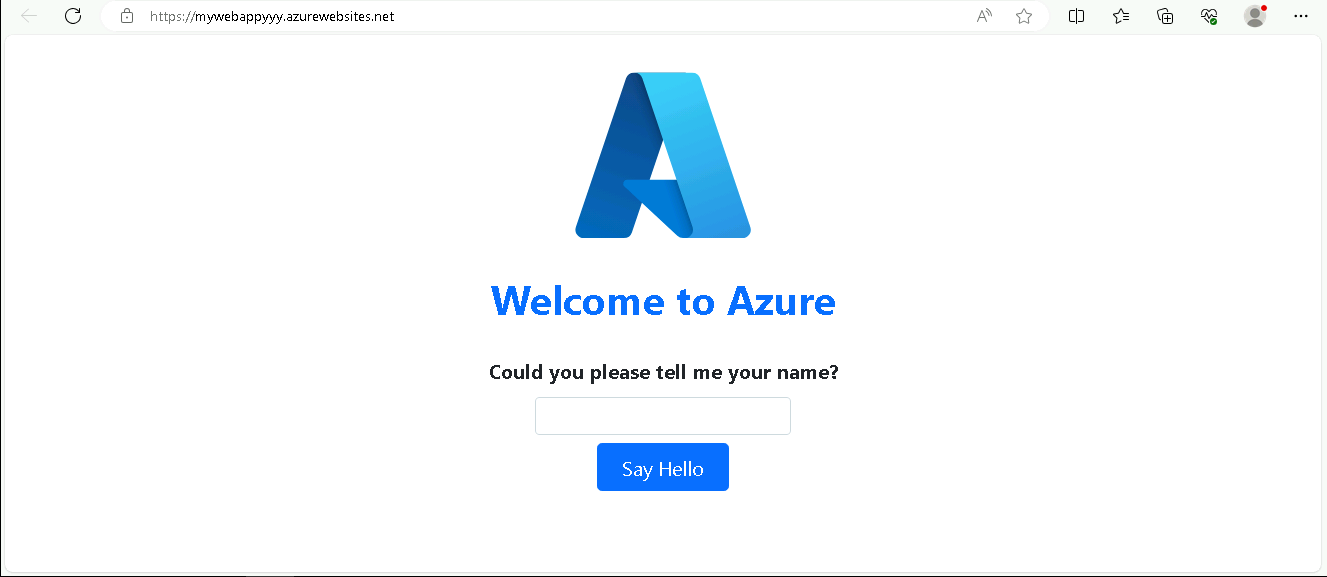 https://mywebappyyy.azurewebsites.net
Welcome to Azure
Could you please tell me your name?
Say Hello